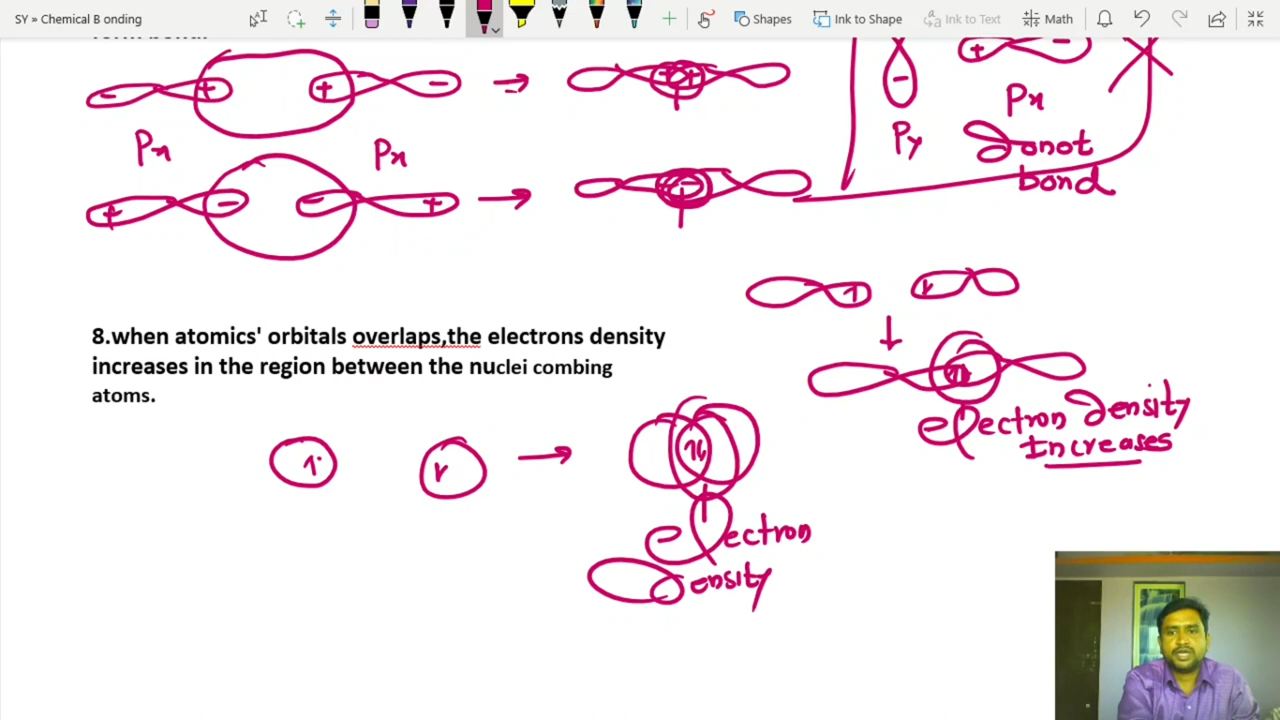 SY » Chemical B onding
Shapes
Ink to Shape
Ink to Text
Math
+ +
- + + - →
Px Px
+ - - + → -
- + -
Px
Py
Donot
bond
8.when atomics' orbitals overlaps,the electrons density
increases in the region between the nuclei combing
atoms.
electron Density
Increases
electron
Density